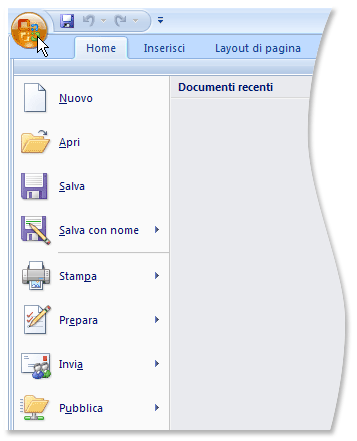 Home Inserisci Layout di pagina
Documenti recenti
Nuovo
Apri
Salva
Salva con nome
Stampa
Prepara
Invia
Pubblica